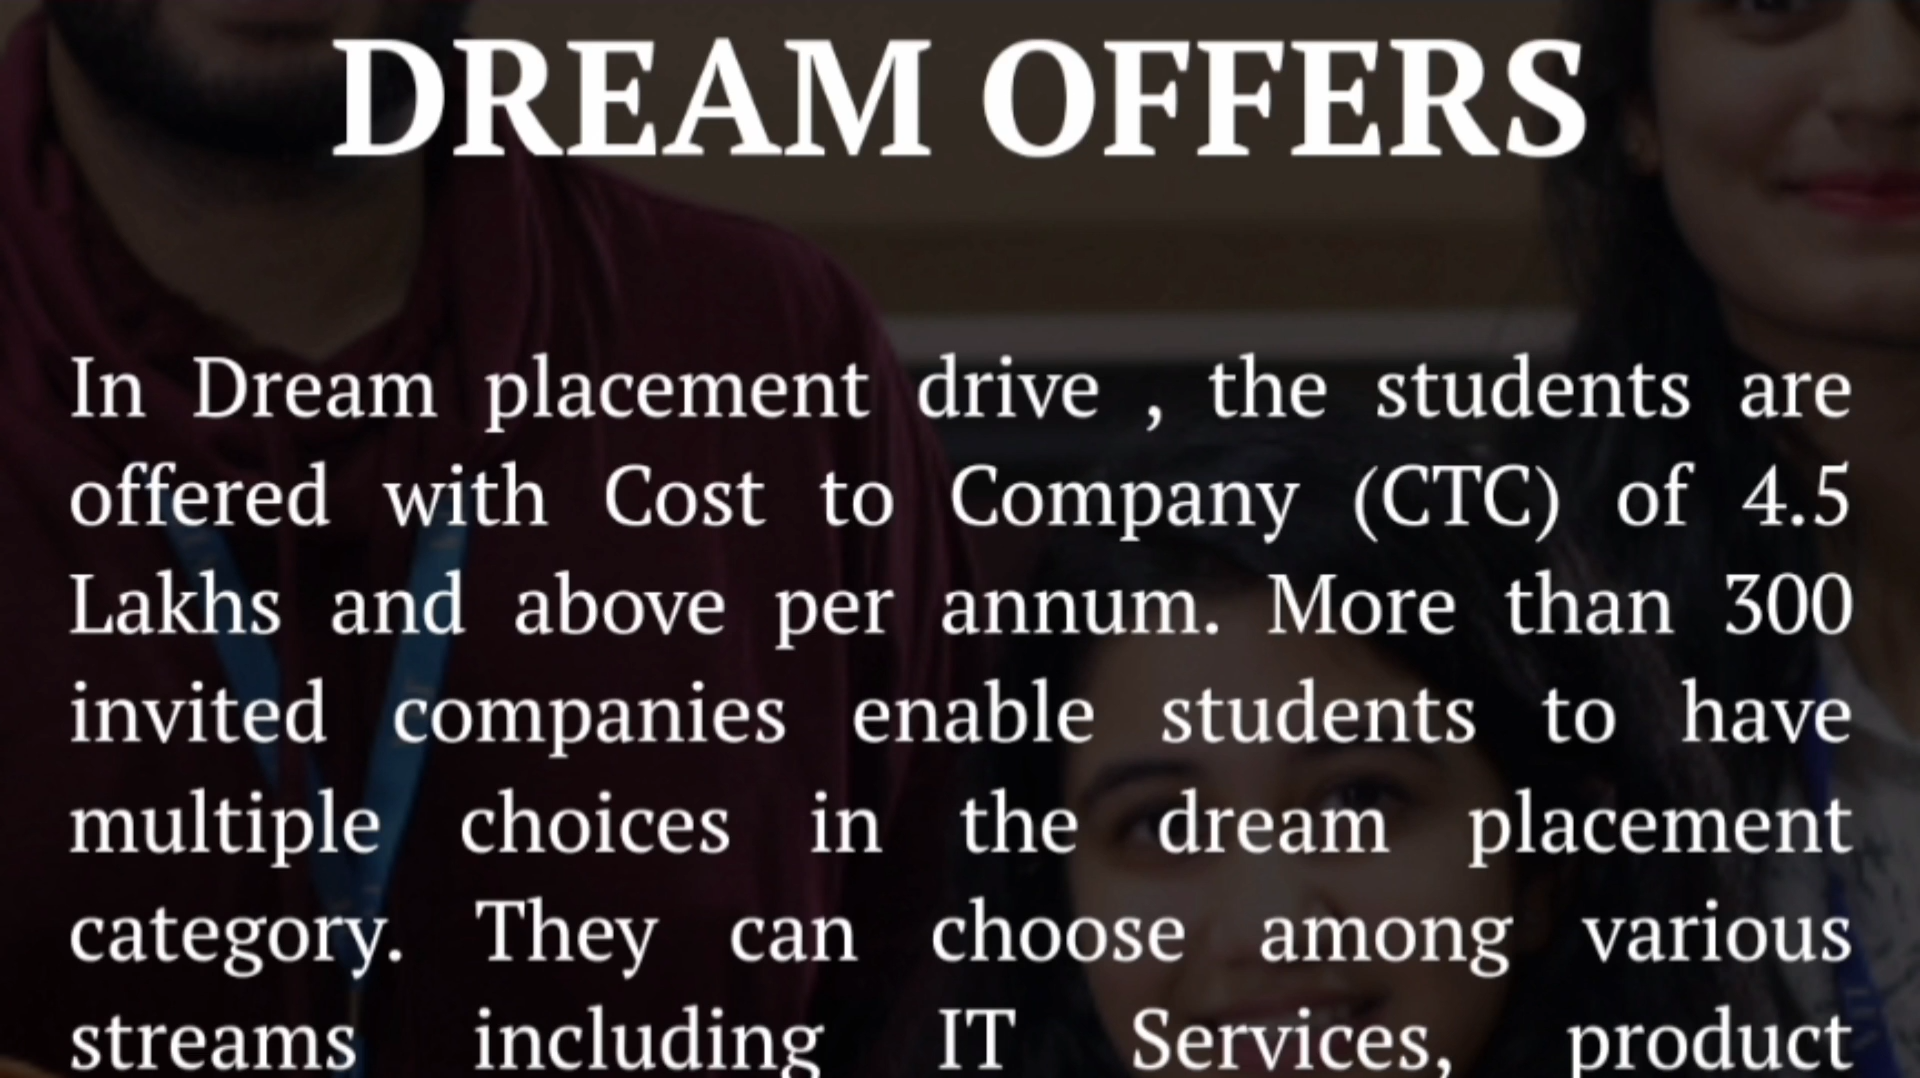 DREAM OFFERS
In Dream placement drive , the students are
offered with Cost to Company (CTC) of 4.5
Lakhs and above per annum. More than 300
invited companies enable students to have
multiple choices in the dream placement
category. They can choose among various
streams including IT Services, product